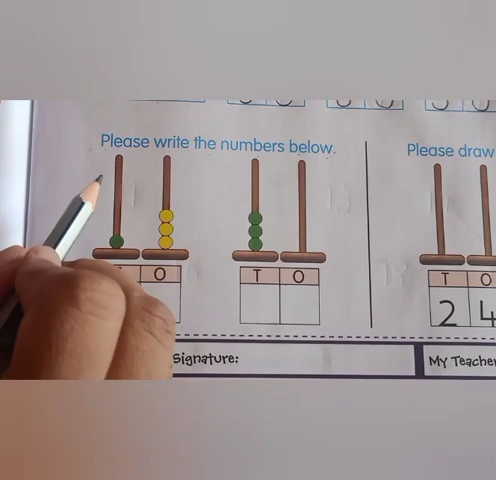 Please write the numbers below.
Please draw
O
T O
T O
2 4
Signature:
My Teacher